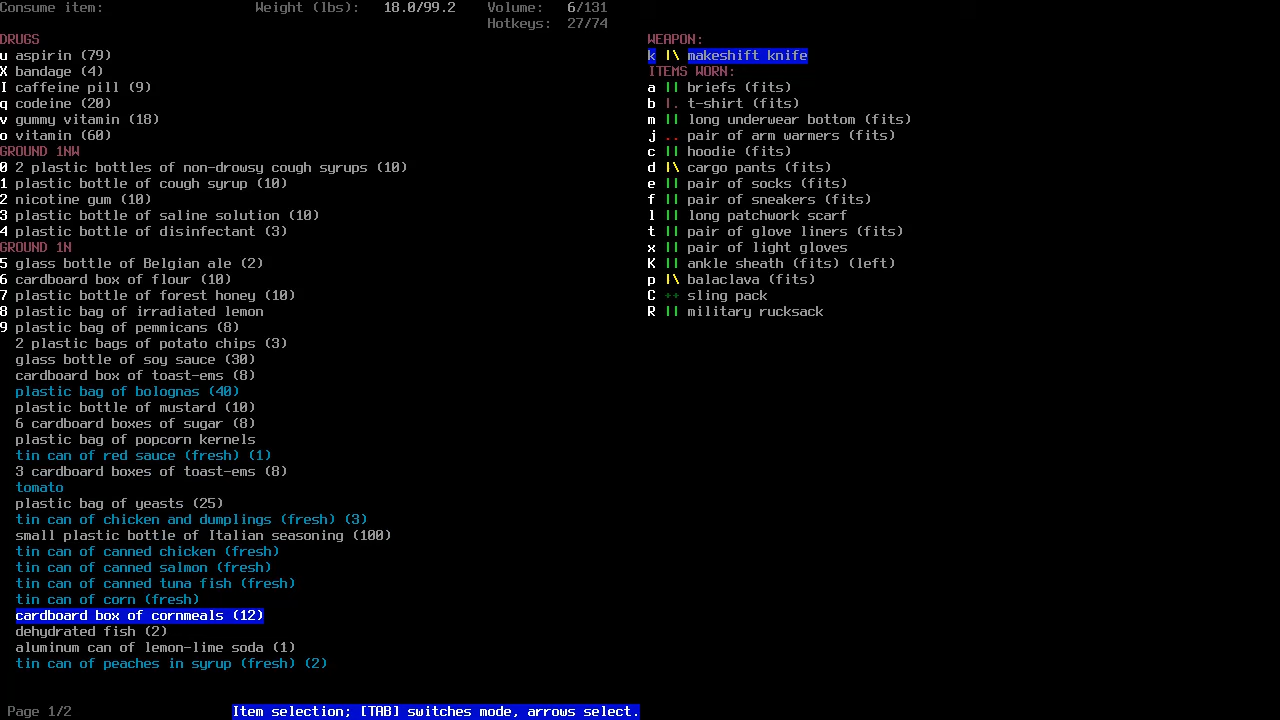 Consume item: Weight (lbs): 18.0/99.2 Volume: 6/131
Hotkeys: 27/74
DRUGS
u aspirin (79)
X bandage (4)
I caffeine pill (9)
q codeine (20)
v gummy vitamin (18)
o vitamin (60)
GROUND 1NW
0 2 plastic bottles of non-drowsy cough syrups (10)
1 plastic bottle of cough syrup (10)
2 nicotine gum (10)
3 plastic bottle of saline solution (10)
4 plastic bottle of disinfectant (3)
GROUND 1N
5 glass bottle of Belgian ale (2)
6 cardboard box of flour (10)
7 plastic bottle of forest honey (10)
8 plastic bag of irradiated lemon
9 plastic bag of pemmicans (8)
2 plastic bags of potato chips (3)
glass bottle of soy sauce (30)
cardboard box of toast-ems (8)
plastic bag of bolognas (40)
plastic bottle of mustard (10)
6 cardboard boxes of sugar (8)
plastic bag of popcorn kernels
tin can of red sauce (fresh) (1)
3 cardboard boxes of toast-ems (8)
tomato
plastic bag of yeasts (25)
tin can of chicken and dumplings (fresh) (3)
small plastic bottle of Italian seasoning (100)
tin can of canned chicken (fresh)
tin can of canned salmon (fresh)
tin can of canned tuna fish (fresh)
tin can of corn (fresh)
cardboard box of cornmeals (12)
dehydrated fish (2)
aluminum can of lemon-lime soda (1)
tin can of peaches in syrup (fresh) (2)
WEAPON:
k |\ makeshift knife
ITEMS WORN:
a || briefs (fits)
b |. t-shirt (fits)
m || long underwear bottom (fits)
j .. pair of arm warmers (fits)
c || hoodie (fits)
d |\ cargo pants (fits)
e || pair of socks (fits)
f || pair of sneakers (fits)
l || long patchwork scarf
t || pair of glove liners (fits)
x || pair of light gloves
K || ankle sheath (fits) (left)
p |\ balaclava (fits)
C ++ sling pack
R || military rucksack
Page 1/2 Item selection; [TAB] switches mode, arrows select.